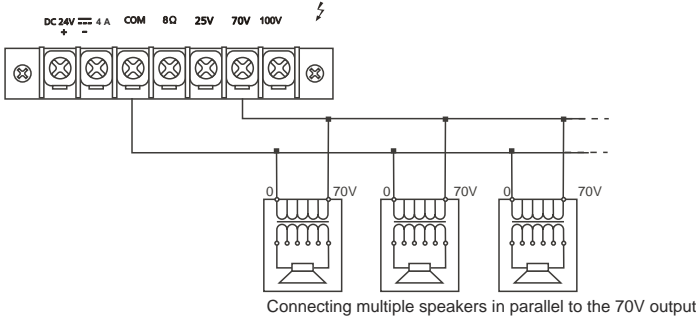 DC 24V ⎓ 4 A COM 8Ω 25V 70V 100V
+ -
0 70V 0 70V 0 70V
Connecting multiple speakers in parallel to the 70V output